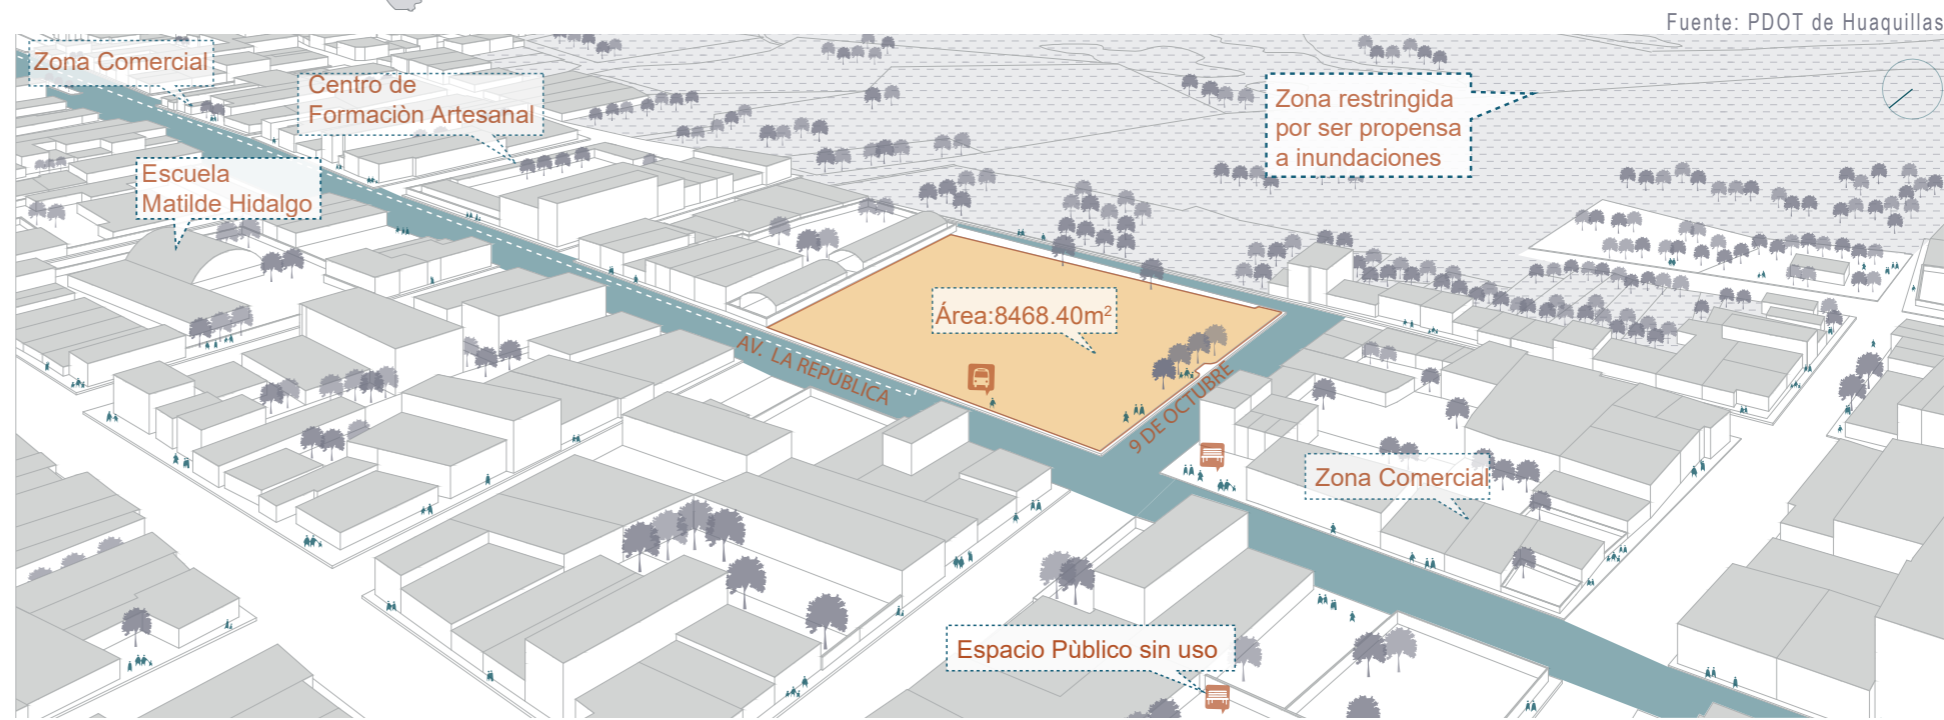 Fuente: PDOT de Huaquillas
Zona Comercial
Centro de
Formaciòn Artesanal
Escuela
Matilde Hidalgo
Zona restringida
por ser propensa
a inundaciones
Área:8468.40m²
AV. LA REPÚBLICA
9 DE OCTUBRE
Zona Comercial
Espacio Pùblico sin uso